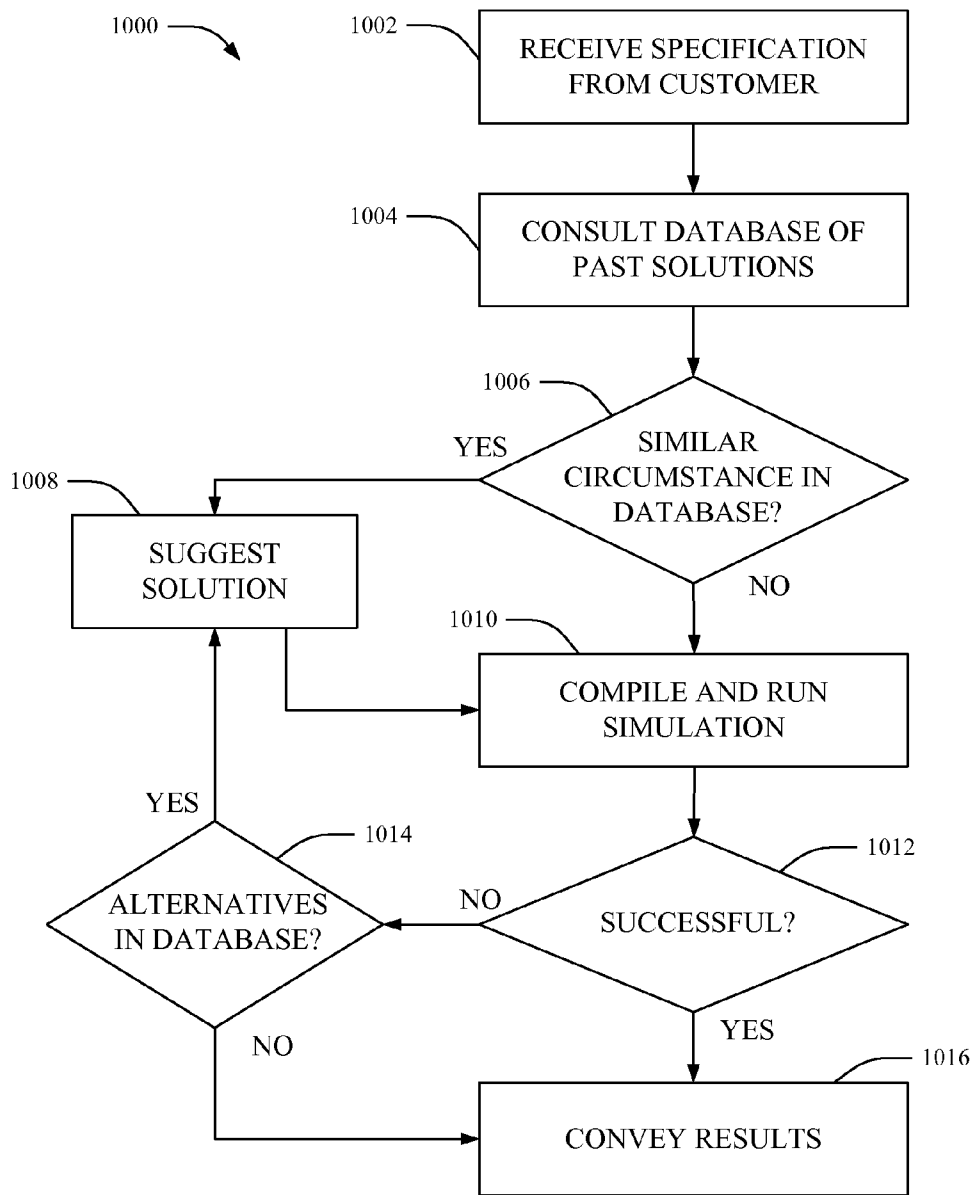 1000
1002
RECEIVE SPECIFICATION
FROM CUSTOMER
1004
CONSULT DATABASE OF
PAST SOLUTIONS
1006
YES
SIMILAR
CIRCUMSTANCE IN
DATABASE?
NO
1008
SUGGEST
SOLUTION
1010
COMPILE AND RUN
SIMULATION
YES
1014
ALTERNATIVES
IN DATABASE?
NO
NO
1012
SUCCESSFUL?
YES
1016
CONVEY RESULTS